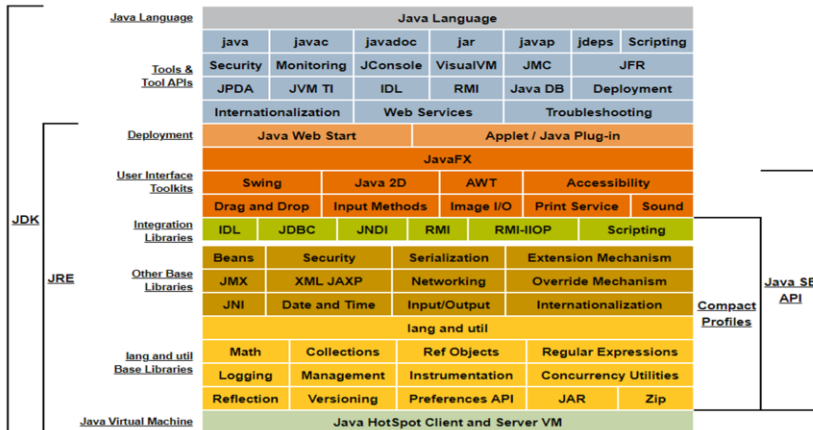 Java Language Java Language
java javac javadoc jar javap jdeps Scripting
Security Monitoring JConsole VisualVM JMC JFR
Tools &
Tool APIs
JPDA JVM TI IDL RMI Java DB Deployment
Internationalization Web Services Troubleshooting
Deployment Java Web Start Applet / Java Plug-in
JavaFX
User Interface
Toolkits
Swing Java 2D AWT Accessibility
Drag and Drop Input Methods Image I/O Print Service Sound
JDK
Integration
Libraries
IDL JDBC JNDI RMI RMI-IIOP Scripting
Beans Security Serialization Extension Mechanism
JRE
Other Base
Libraries
JMX XML JAXP Networking Override Mechanism
Java SE
API
JNI Date and Time Input/Output Internationalization
Compact
Profiles
lang and util
lang and util
Base Libraries
Math Collections Ref Objects Regular Expressions
Logging Management Instrumentation Concurrency Utilities
Reflection Versioning Preferences API JAR Zip
Java Virtual Machine Java HotSpot Client and Server VM